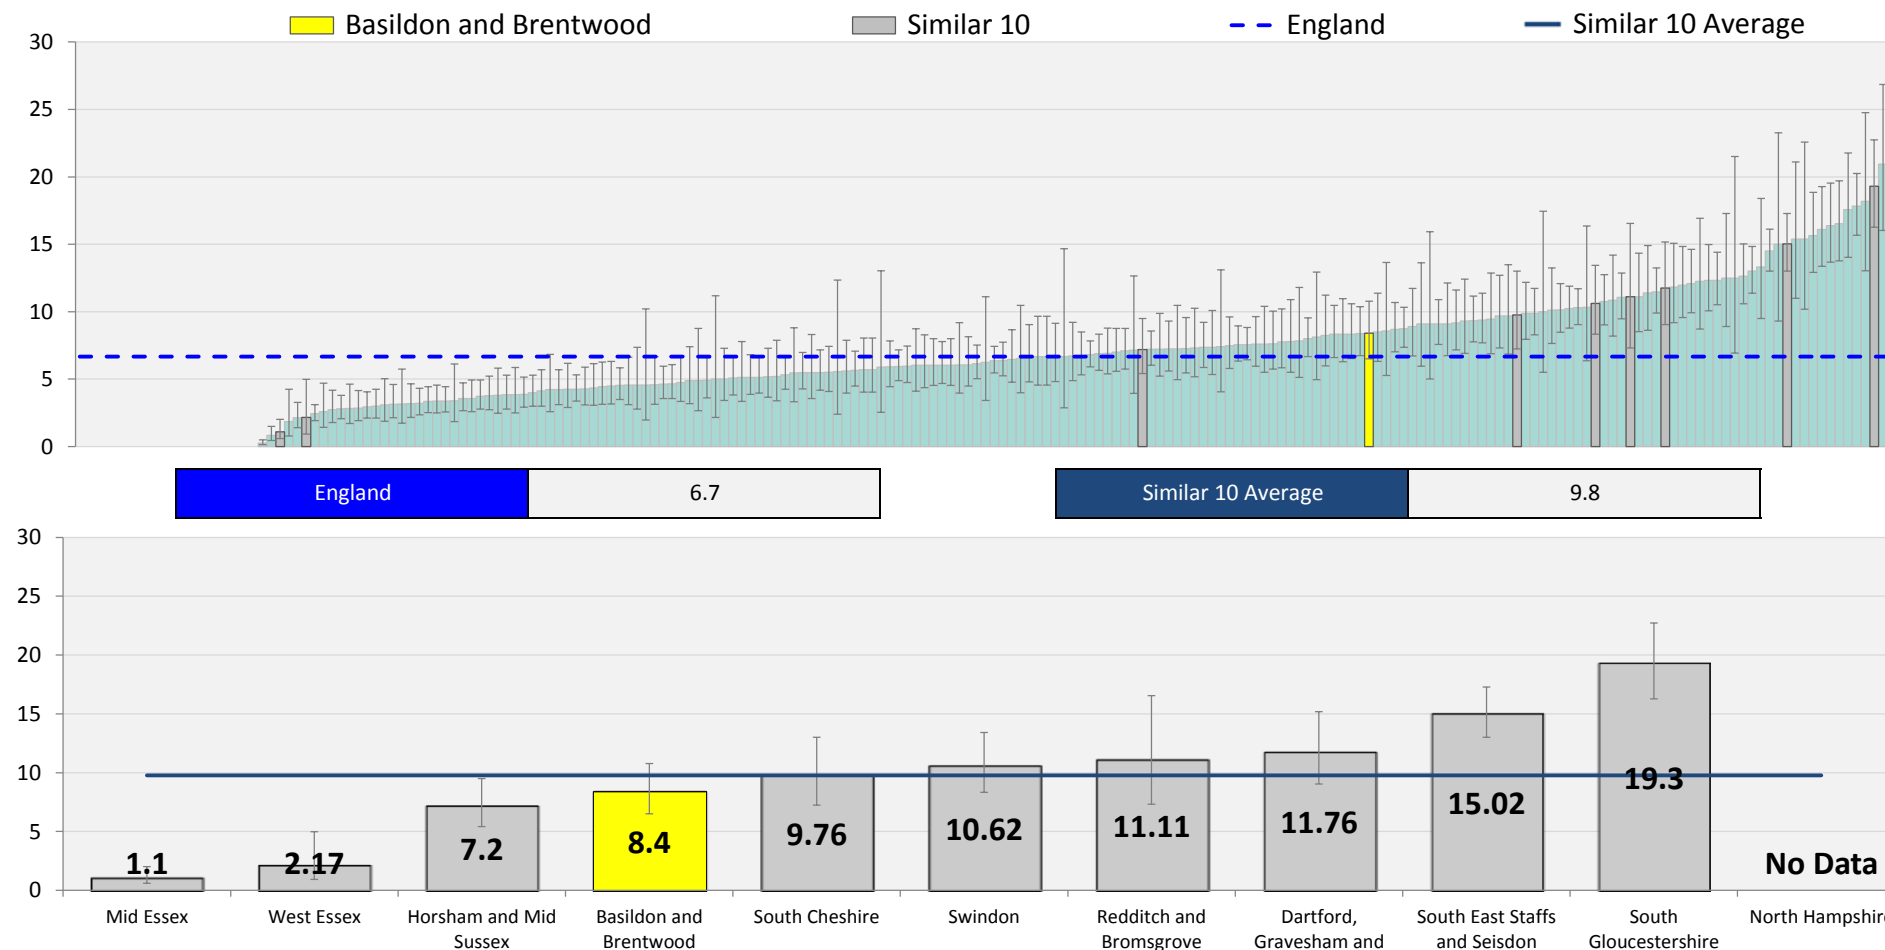 Basildon and Brentwood Similar 10 England Similar 10 Average
30
25
20
15
10
5
0
England 6.7 Similar 10 Average 9.8
30
25
20
15
10
5
0
1.1 2.17 7.2 8.4 9.76 10.62 11.11 11.76 15.02 19.3 No Data
Mid Essex West Essex Horsham and Mid Basildon and South Cheshire Swindon Redditch and Dartford, South East Staffs South North Hampshire
Sussex Brentwood Bromsgrove Gravesham and and Seisdon Gloucestershire